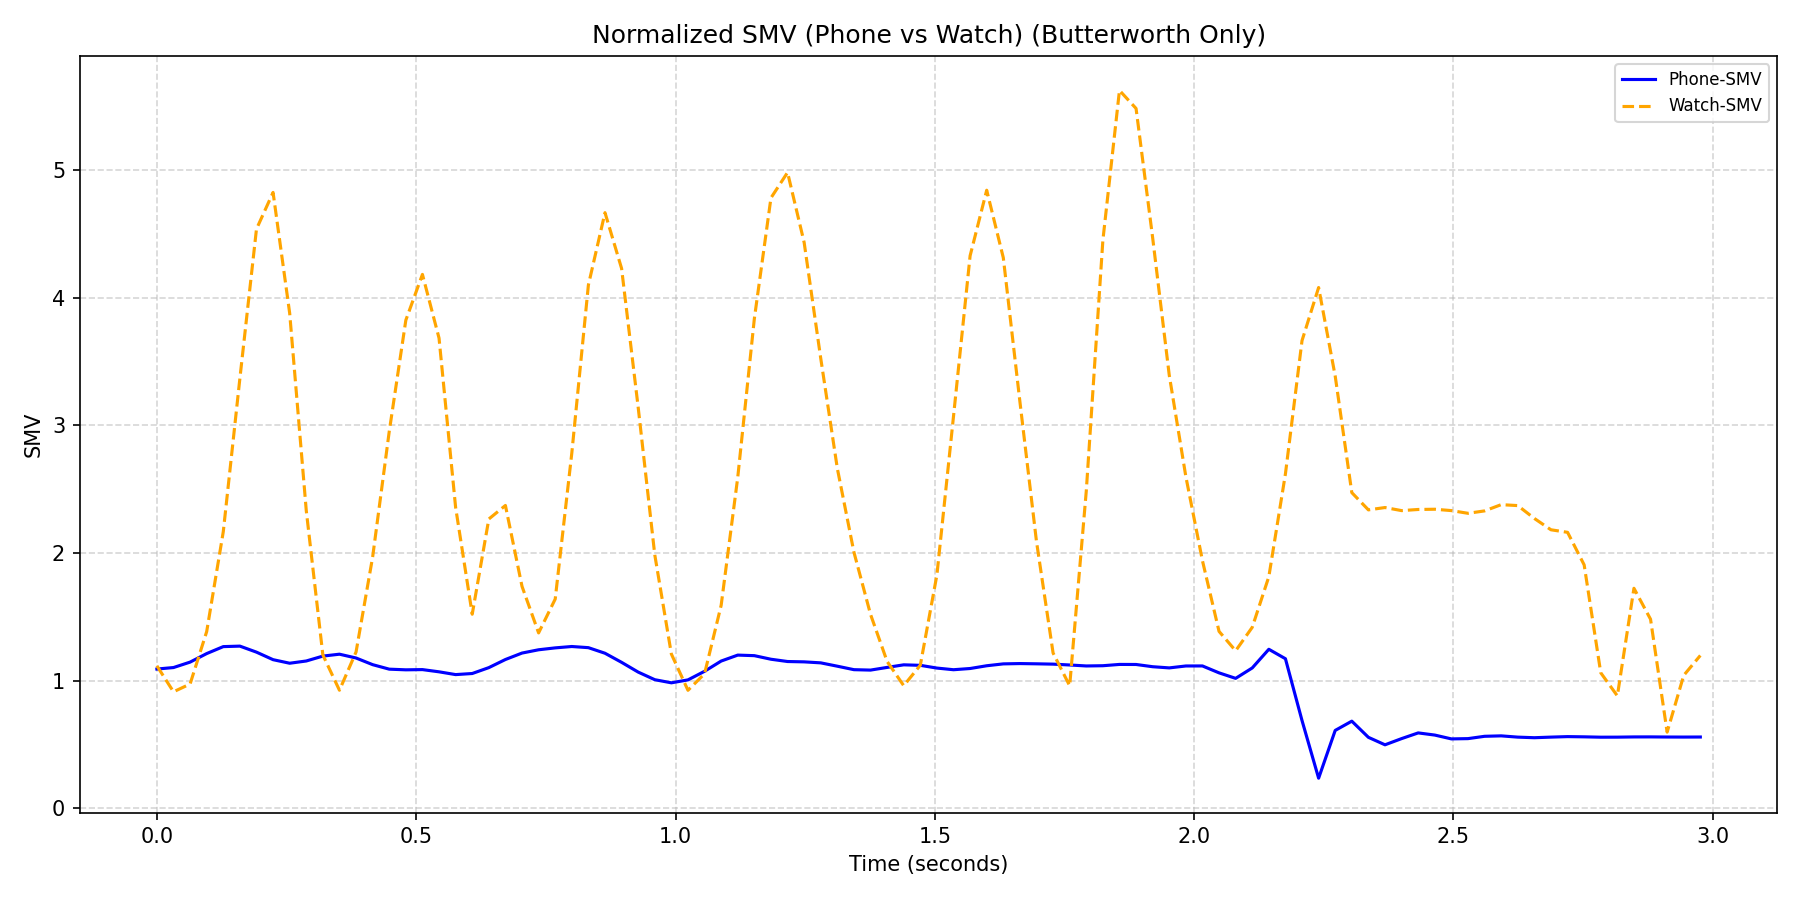 Normalized SMV (Phone vs Watch) (Butterworth Only)
Phone-SMV
Watch-SMV
SMV
5
4
3
2
1
0
0.0 0.5 1.0 1.5 2.0 2.5 3.0
Time (seconds)